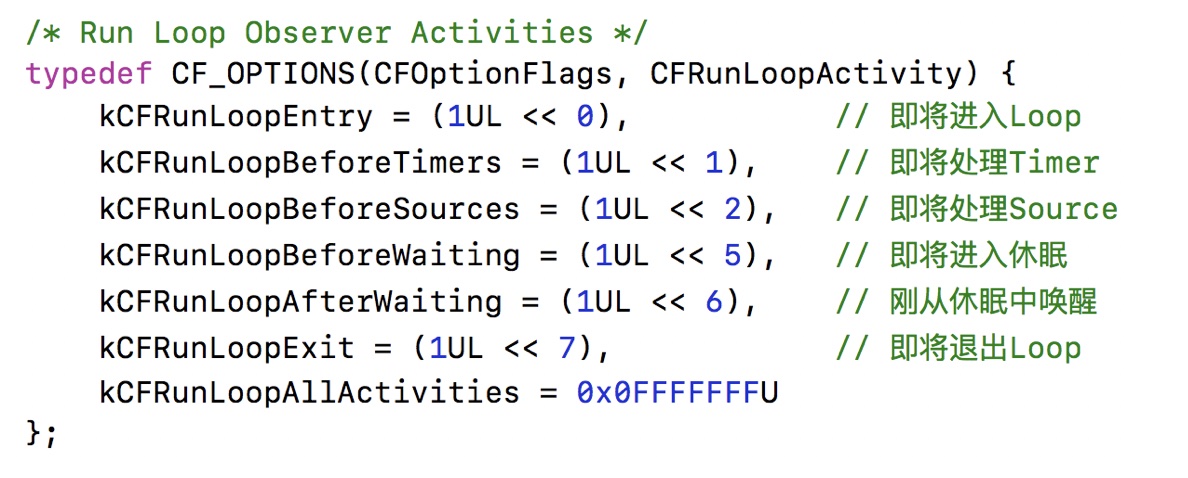 /* Run Loop Observer Activities */
typedef CF_OPTIONS(CFOptionFlags, CFRunLoopActivity) {
    kCFRunLoopEntry = (1UL << 0),           // 即将进入Loop
    kCFRunLoopBeforeTimers = (1UL << 1),    // 即将处理Timer
    kCFRunLoopBeforeSources = (1UL << 2),   // 即将处理Source
    kCFRunLoopBeforeWaiting = (1UL << 5),   // 即将进入休眠
    kCFRunLoopAfterWaiting = (1UL << 6),    // 刚从休眠中唤醒
    kCFRunLoopExit = (1UL << 7),            // 即将退出Loop
    kCFRunLoopAllActivities = 0x0FFFFFFFU
};